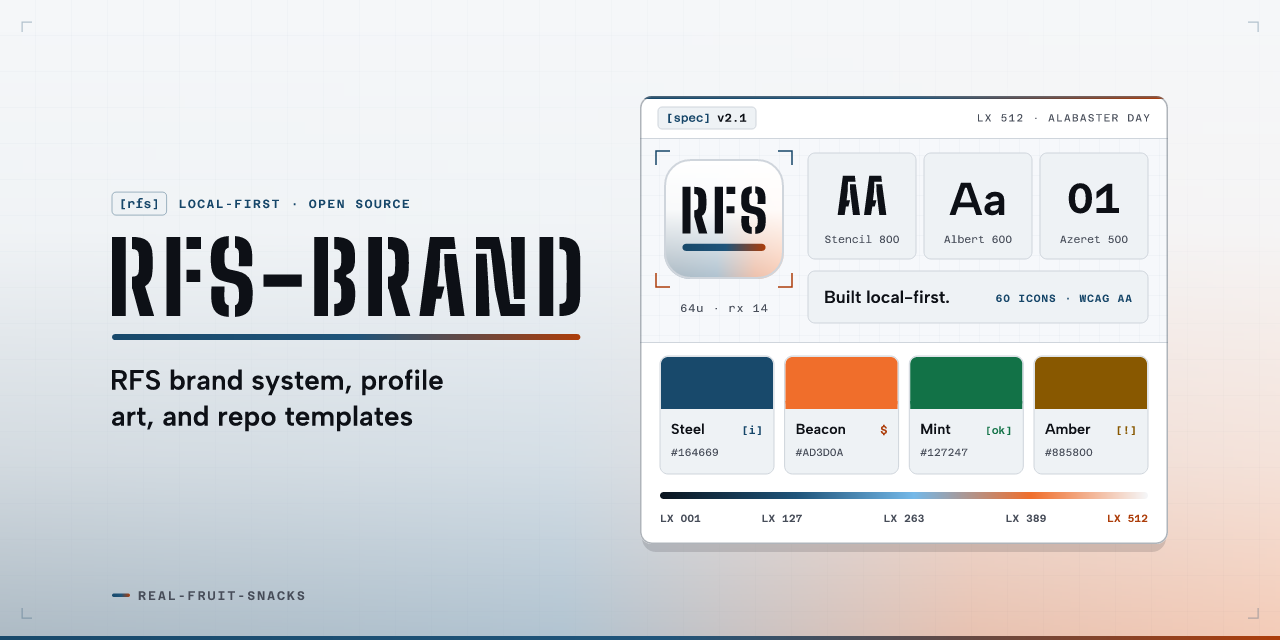 [rfs] LOCAL-FIRST · OPEN SOURCE
RFS-BRAND
RFS brand system, profile
art, and repo templates
REAL-FRUIT-SNACKS
[spec] v2.1
LX 512 · ALABASTER DAY
RFS
64u · rx 14
AA
Stencil 800
Aa
Albert 600
01
Azeret 500
Built local-first.
60 ICONS · WCAG AA
Steel [i]
#164669
Beacon $
#AD3D0A
Mint [ok]
#127247
Amber [!]
#885800
LX 001 LX 127 LX 263 LX 389 LX 512